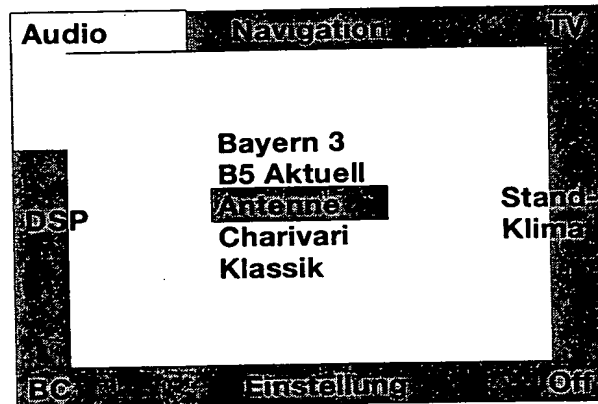 Audio Navigation TV
Bayern 3
B5 Aktuell
Antenne
DSP
Stand-
Klima
Charivari
Klassik
BC Einstellung Off